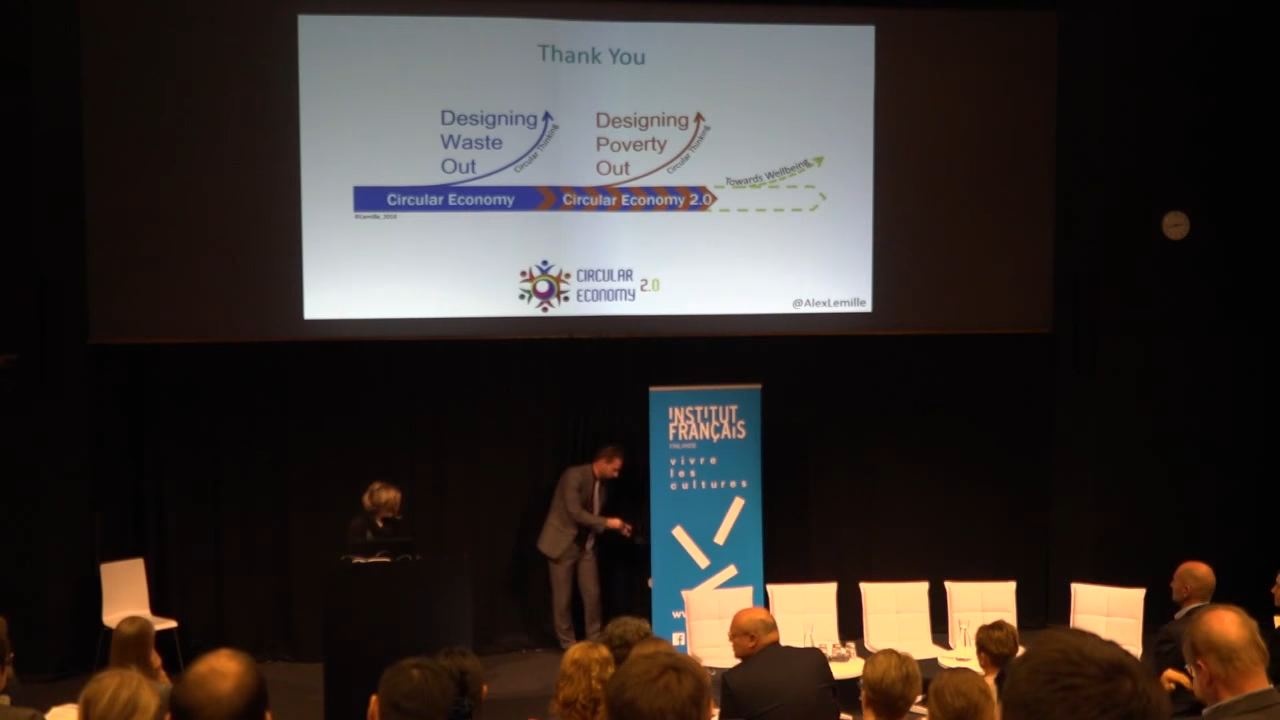 Thank You
Designing
Waste
Out
Circular Thinking
Designing
Poverty
Out
Circular Thinking
Towards Wellbeing
Circular Economy
Circular Economy 2.0
CIRCULAR
ECONOMY 2.0
@AlexLemille
INSTITUT
FRANÇAIS
vivre
les
cultures